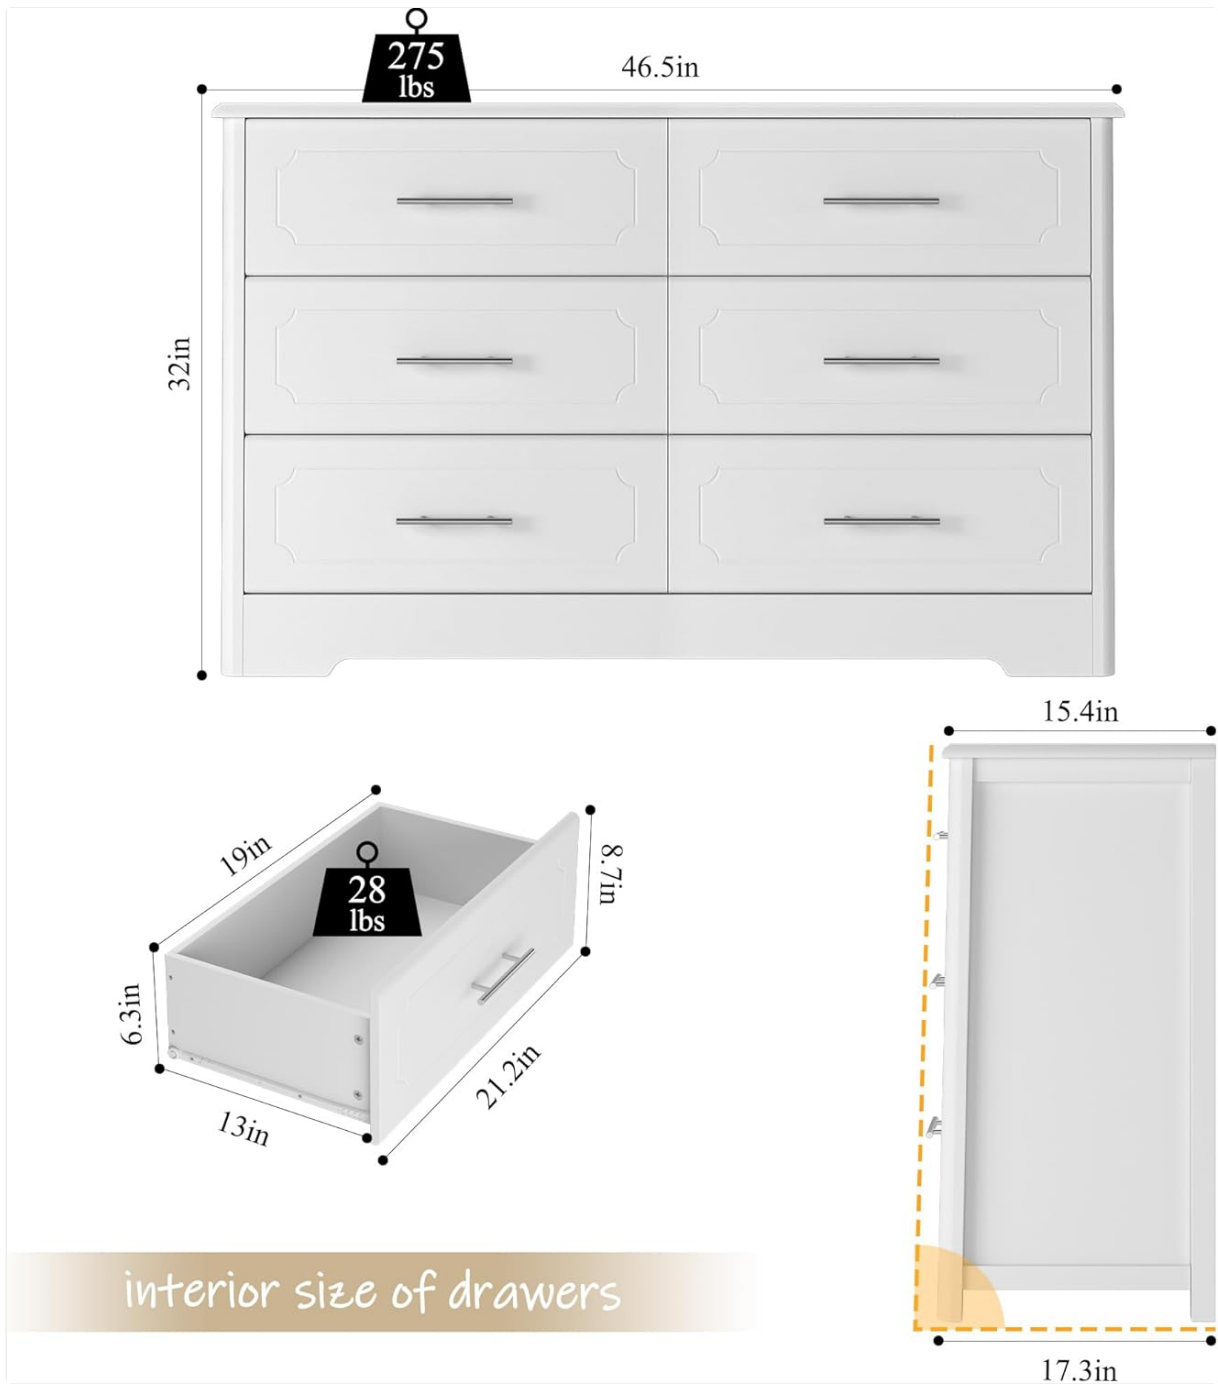 275
lbs
46.5in
32in
15.4in
19in
28
lbs
8.7in
6.3in
21.2in
13in
interior size of drawers
17.3in